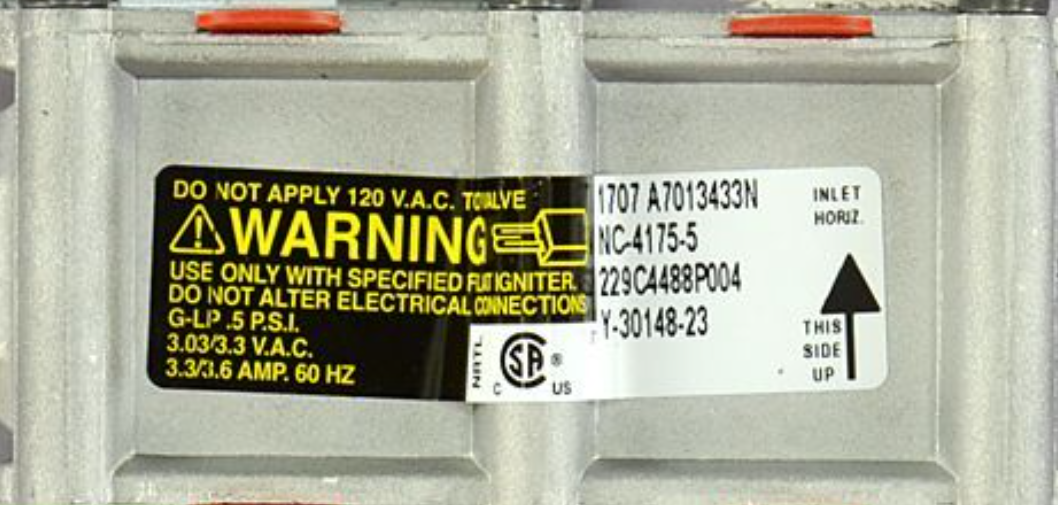 DO NOT APPLY 120 V.A.C. TO VALVE
WARNING
USE ONLY WITH SPECIFIED FLAT IGNITER.
DO NOT ALTER ELECTRICAL CONNECTIONS
G-LP .5 P.S.I.
3.03/3.3 V.A.C.
3.3/3.6 AMP. 60 HZ
NRTL
SA ®
C US
1707 A7013433N
NC-4175-5
229C4488P004
Y-30148-23
INLET
HORIZ.
THIS
SIDE
UP